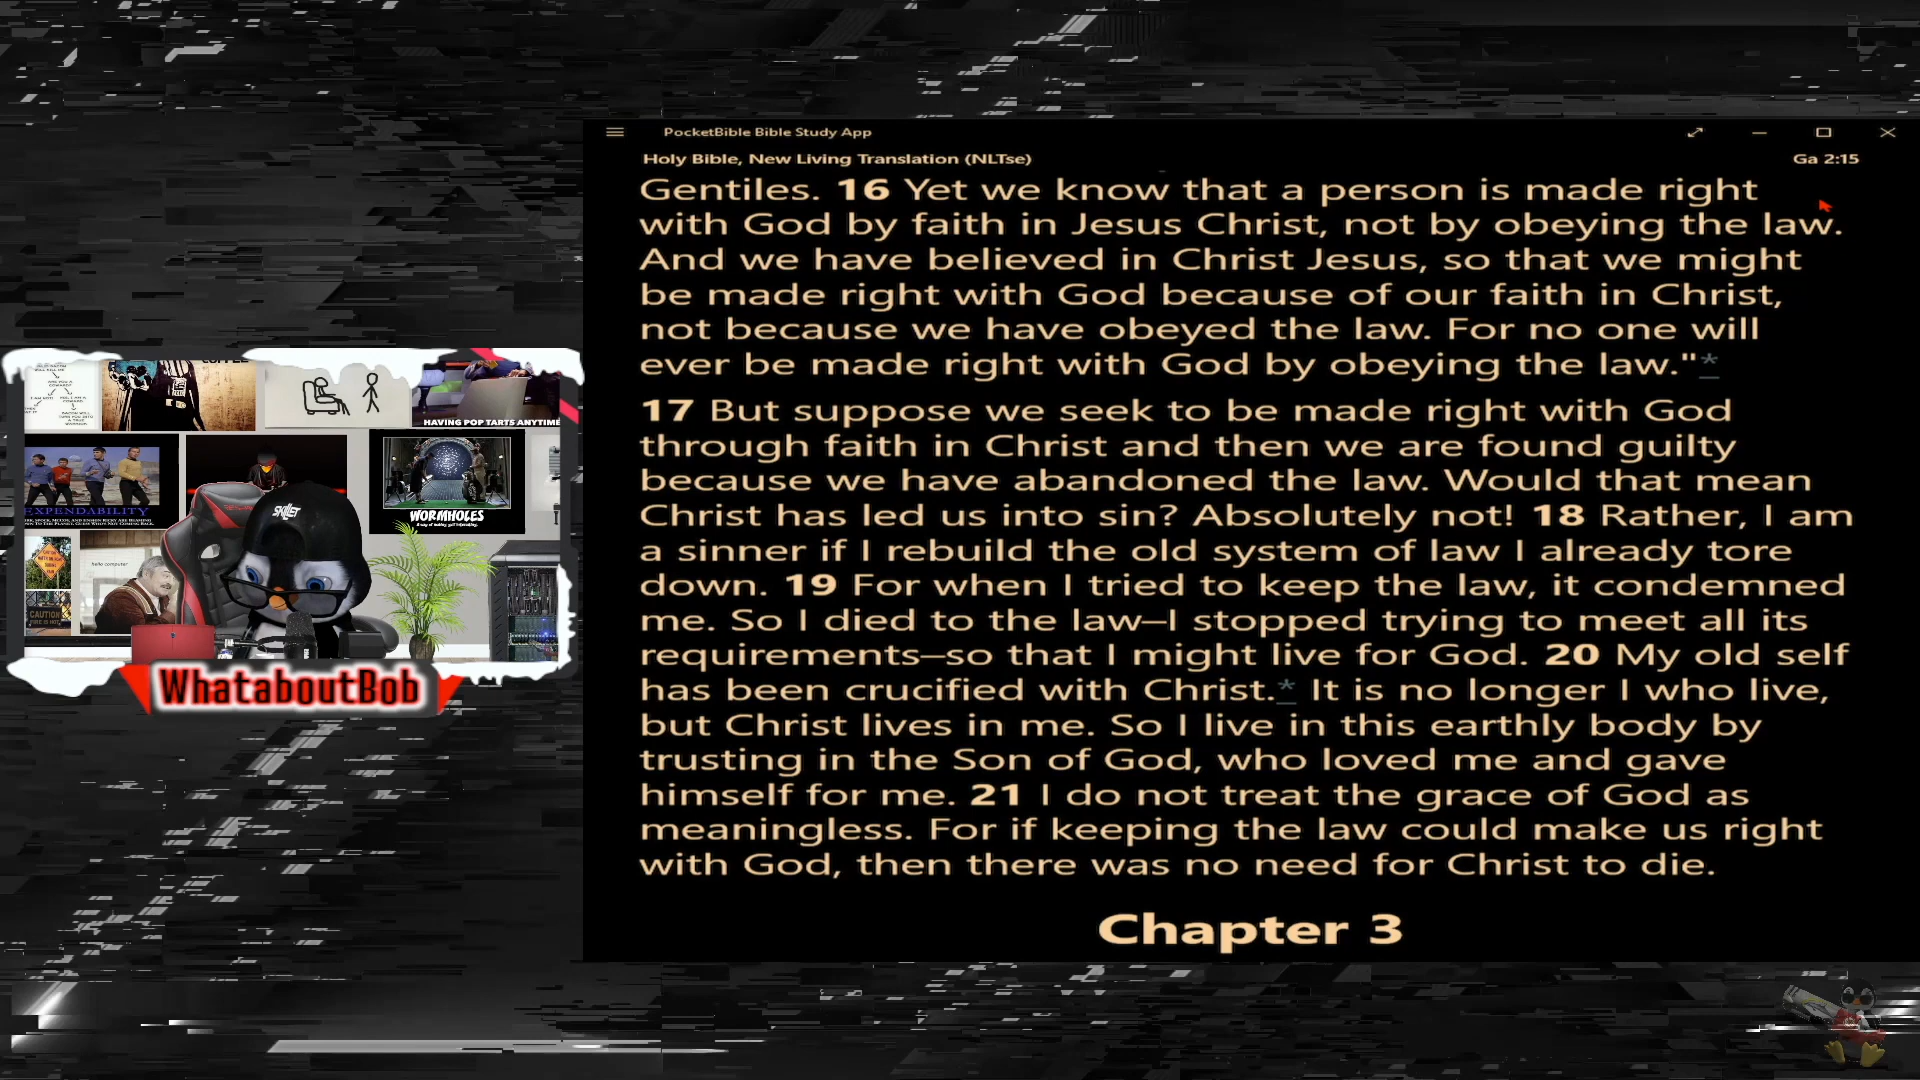 PocketBible Bible Study App
Holy Bible, New Living Translation (NLTse)
Ga 2:15
Gentiles. 16 Yet we know that a person is made right
with God by faith in Jesus Christ, not by obeying the law.
And we have believed in Christ Jesus, so that we might
be made right with God because of our faith in Christ,
not because we have obeyed the law. For no one will
ever be made right with God by obeying the law."*
17 But suppose we seek to be made right with God
through faith in Christ and then we are found guilty
because we have abandoned the law. Would that mean
Christ has led us into sin? Absolutely not! 18 Rather, I am
a sinner if I rebuild the old system of law I already tore
down. 19 For when I tried to keep the law, it condemned
me. So I died to the law—I stopped trying to meet all its
requirements—so that I might live for God. 20 My old self
has been crucified with Christ.* It is no longer I who live,
but Christ lives in me. So I live in this earthly body by
trusting in the Son of God, who loved me and gave
himself for me. 21 I do not treat the grace of God as
meaningless. For if keeping the law could make us right
with God, then there was no need for Christ to die.
Chapter 3
HAVING POP TARTS ANYTIME
EXPENDABILITY
WORMHOLES
SKILLET
hello computer
CAUTION
WhataboutBob